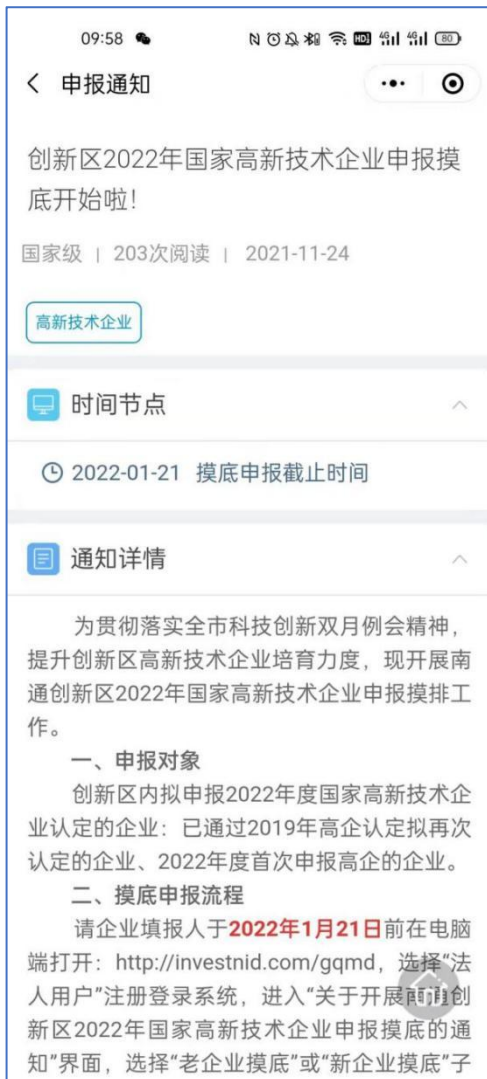 09:58
4G 4G 80
申报通知
创新区2022年国家高新技术企业申报摸
底开始啦！
国家级 | 203次阅读 | 2021-11-24
高新技术企业
时间节点
2022-01-21 摸底申报截止时间
通知详情
为贯彻落实全市科技创新双月例会精神，
提升创新区高新技术企业培育力度，现开展南
通创新区2022年国家高新技术企业申报摸排工
作。
一、申报对象
创新区内拟申报2022年度国家高新技术企
业认定的企业：已通过2019年高企认定拟再次
认定的企业、2022年度首次申报高企的企业。
二、摸底申报流程
请企业填报人于2022年1月21日前在电脑
端打开：http://investnid.com/gqmd，选择“法
人用户”注册登录系统，进入“关于开展南通创
新区2022年国家高新技术企业申报摸底的通
知”界面，选择“老企业摸底”或“新企业摸底”子